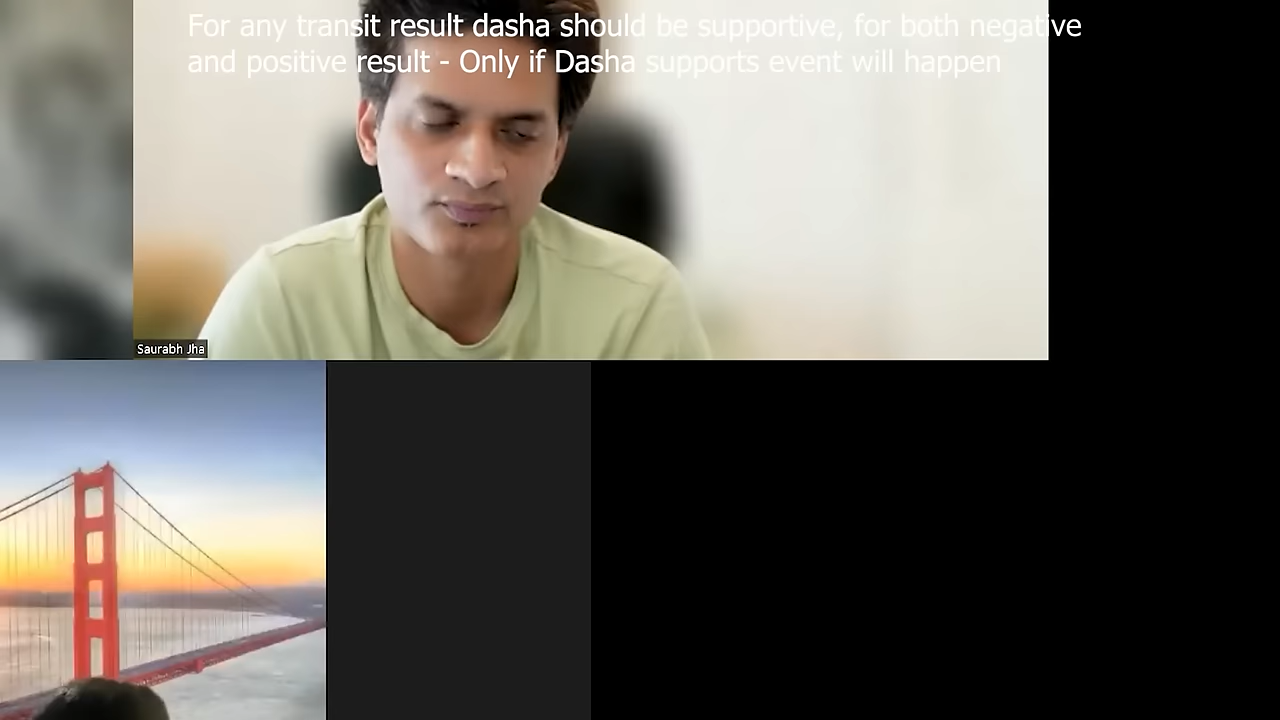 For any transit result dasha should be supportive, for both negative
and positive result - Only if Dasha supports event will happen
Saurabh Jha